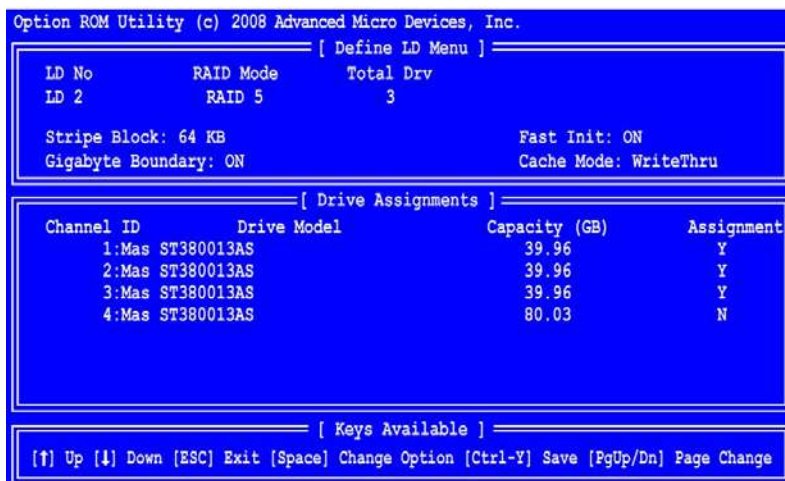 Option ROM Utility (c) 2008 Advanced Micro Devices, Inc.
[ Define LD Menu ]
LD No RAID Mode Total Drv
LD 2 RAID 5 3
Stripe Block: 64 KB Fast Init: ON
Gigabyte Boundary: ON Cache Mode: WriteThru
[ Drive Assignments ]
Channel ID Drive Model Capacity (GB) Assignment
1:Mas ST380013AS 39.96 Y
2:Mas ST380013AS 39.96 Y
3:Mas ST380013AS 39.96 Y
4:Mas ST380013AS 80.03 N
[ Keys Available ]
[↑] Up [↓] Down [ESC] Exit [Space] Change Option [Ctrl-Y] Save [PgUp/Dn] Page Change